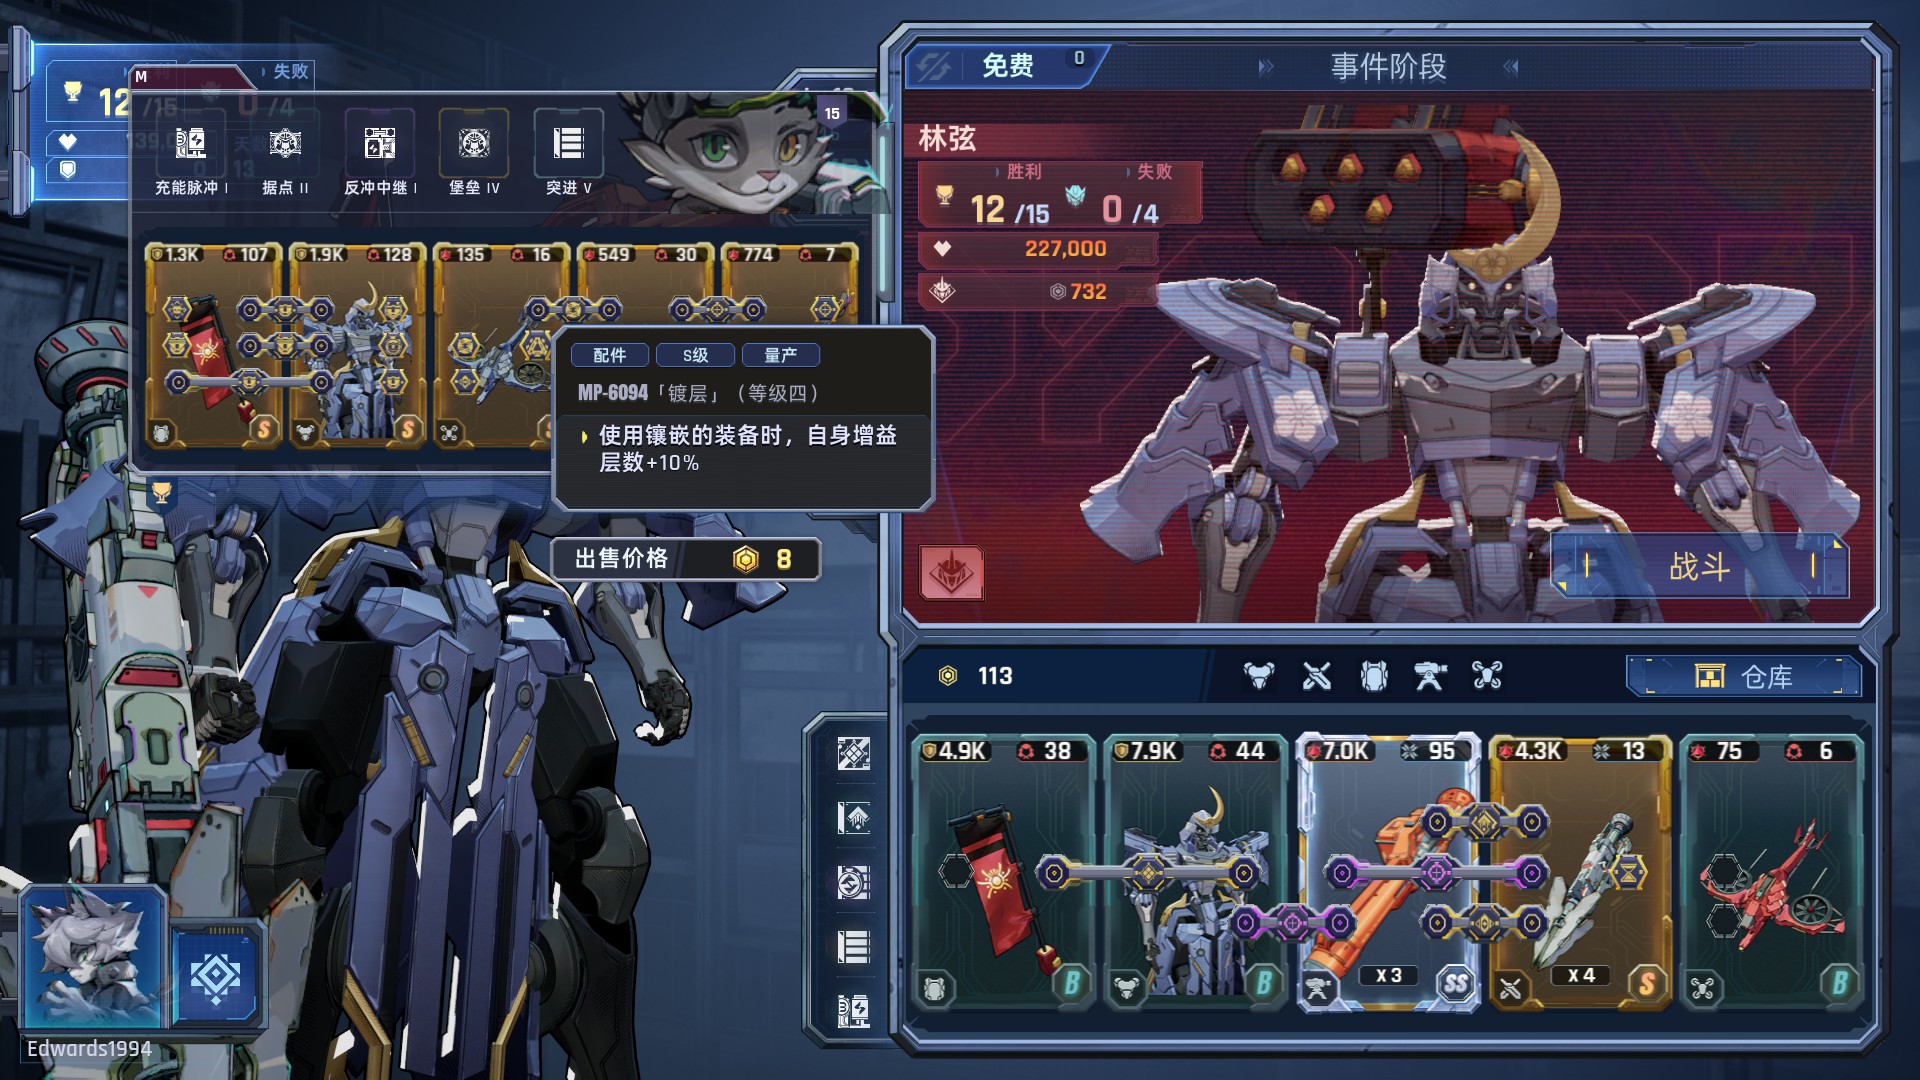 失败
12/15
0/4
M
15
充能脉冲 I
据点 II
反冲中继 I
堡垒 IV
突进 V
1.3K 107
1.9K 128
135 16
549 30
774 7
S
S
配件
S级
量产
MP-6094「镀层」（等级四）
使用镶嵌的装备时，自身增益
层数+10%
出售价格 8
Edwards1994
免费 0
事件阶段
林弦
胜利
失败
12/15
0/4
227,000
732
战斗
113
仓库
4.9K 38
7.9K 44
7.0K 95
4.3K 13
75 6
x3
x4
B
B
SS
S
B